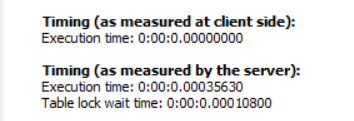 Timing (as measured at client side):
Execution time: 0:00:0.00000000
Timing (as measured by the server):
Execution time: 0:00:0.00035630
Table lock wait time: 0:00:0.00010800